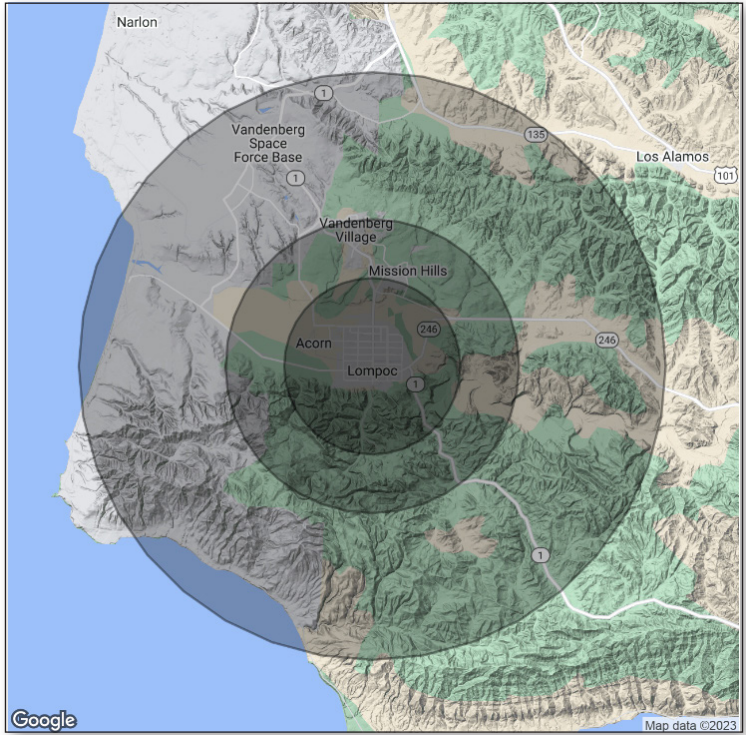 Narlon
1
Vandenberg
Space
Force Base
135
Los Alamos
101
1
Vandenberg
Village
Mission Hills
246
246
Acorn
Lompoc
1
1
Google
Map data ©2023